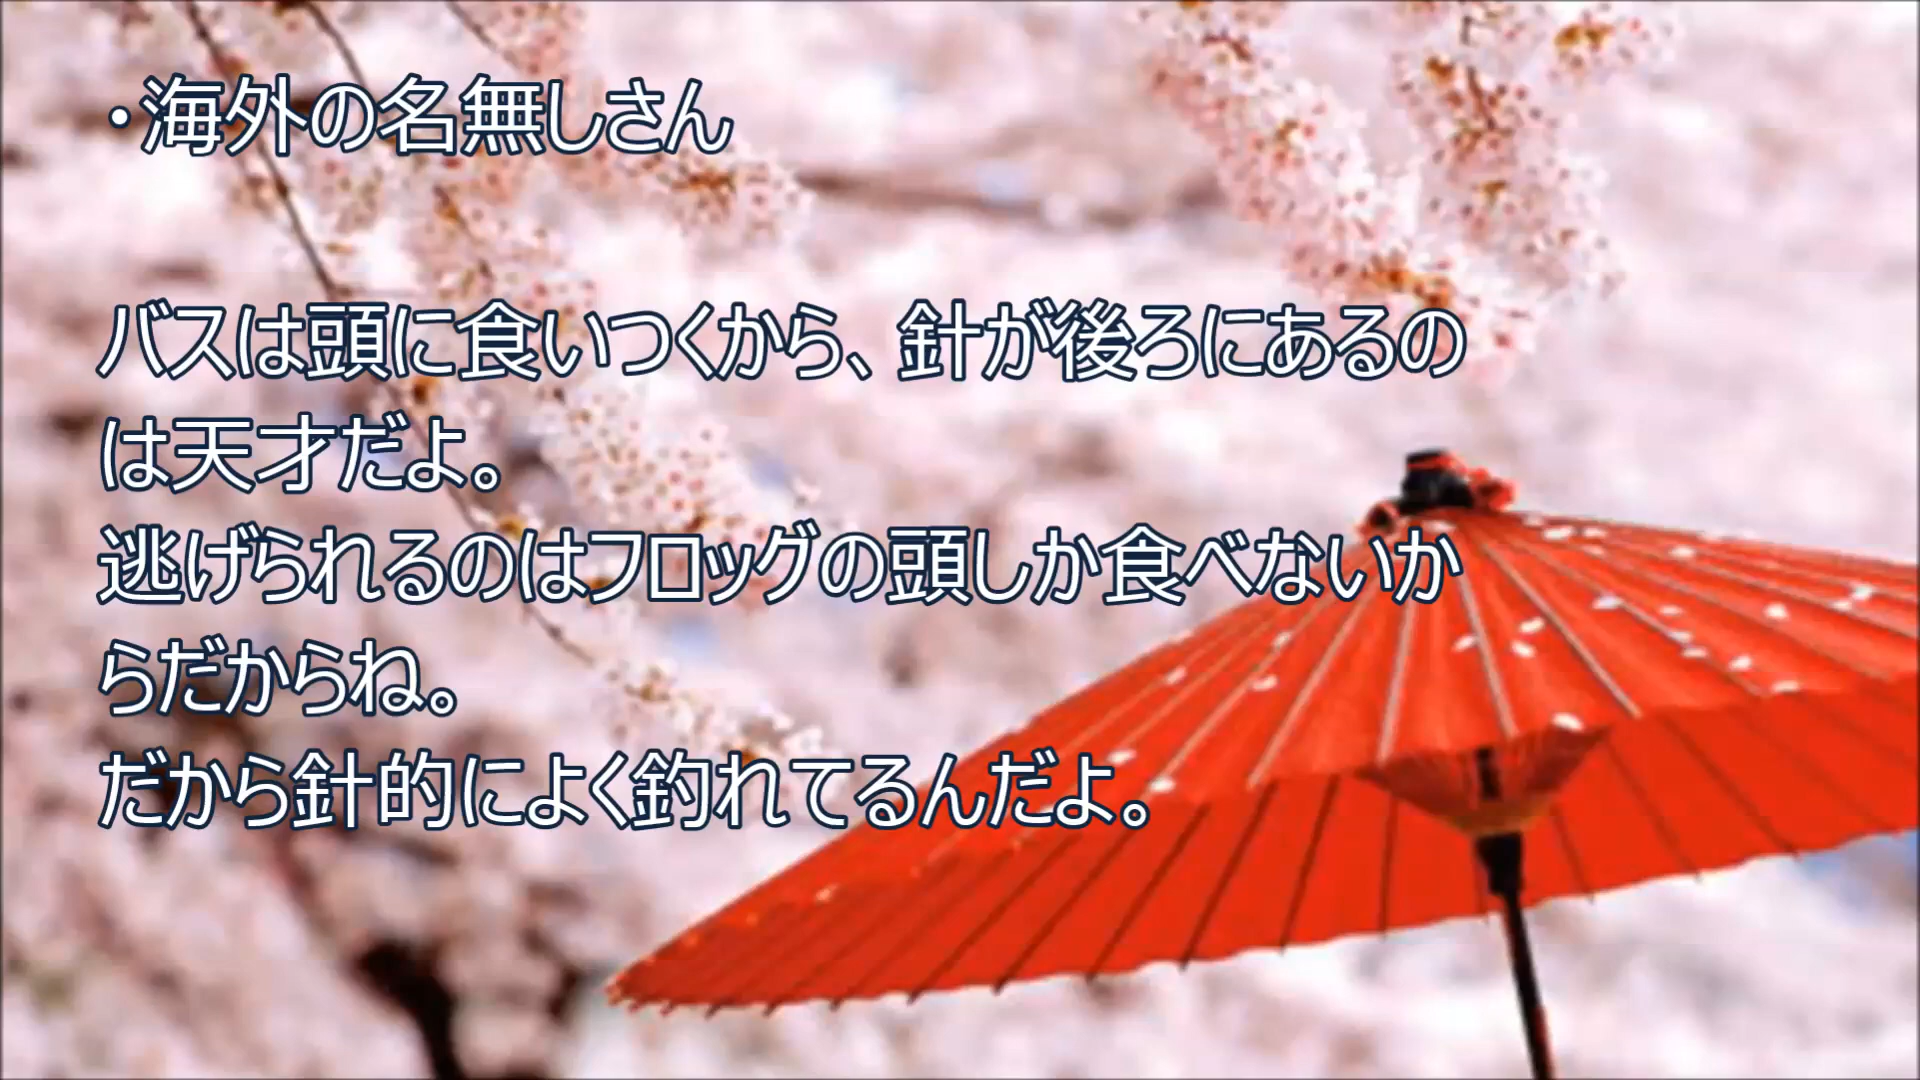 ・海外の名無しさん
バスは頭に食いつくから、針が後ろにあるの
は天才だよ。
逃げられるのはフロッグの頭しか食べないか
らだからね。
だから針的によく釣れてるんだよ。